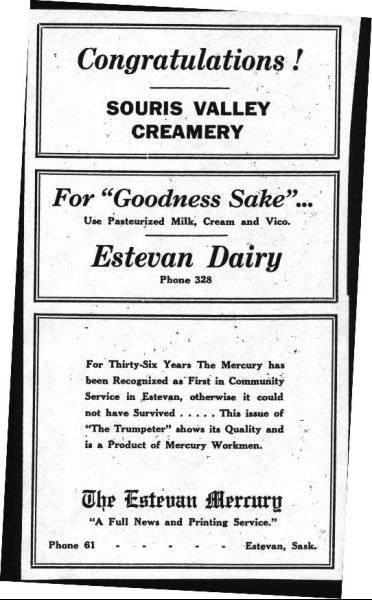 Congratulations !
SOURIS VALLEY
CREAMERY
For "Goodness Sake"...
Use Pasteurized Milk, Cream and Vico.
Estevan Dairy
Phone 328
For Thirty-Six Years The Mercury has
been Recognized as First in Community
Service in Estevan, otherwise it could
not have Survived . . . . . This issue of
"The Trumpeter" shows its Quality and
is a Product of Mercury Workmen.
The Estevan Mercury
"A Full News and Printing Service."
Phone 61 - - - - - Estevan, Sask.